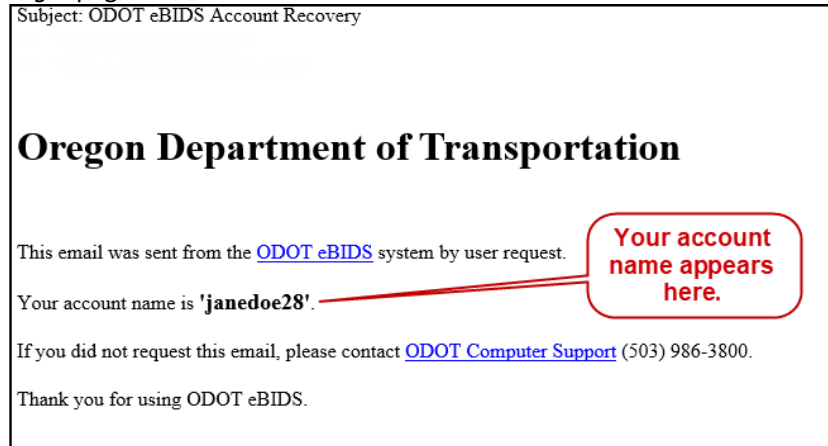 Subject: ODOT eBIDS Account Recovery
Oregon Department of Transportation
This email was sent from the ODOT eBIDS system by user request.
Your account name is 'janedoe28'.
Your account
name appears
here.
If you did not request this email, please contact ODOT Computer Support (503) 986-3800.
Thank you for using ODOT eBIDS.